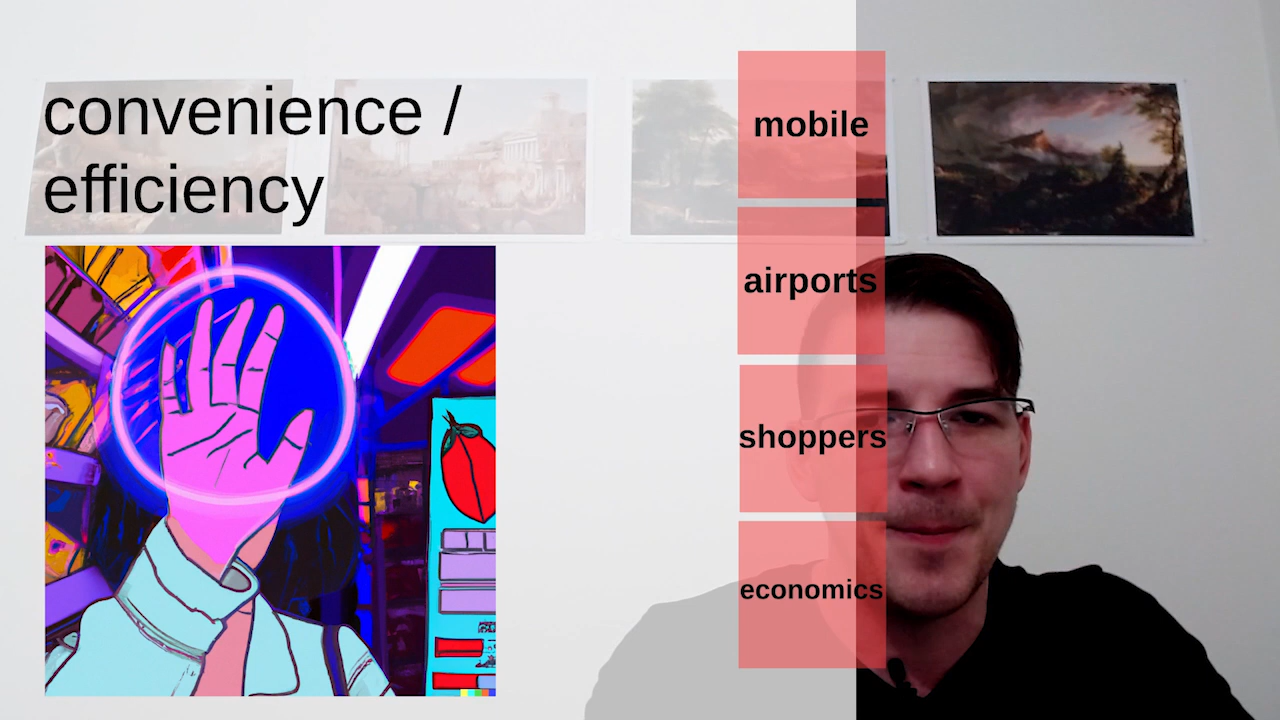 convenience /
efficiency
mobile
airports
shoppers
economics